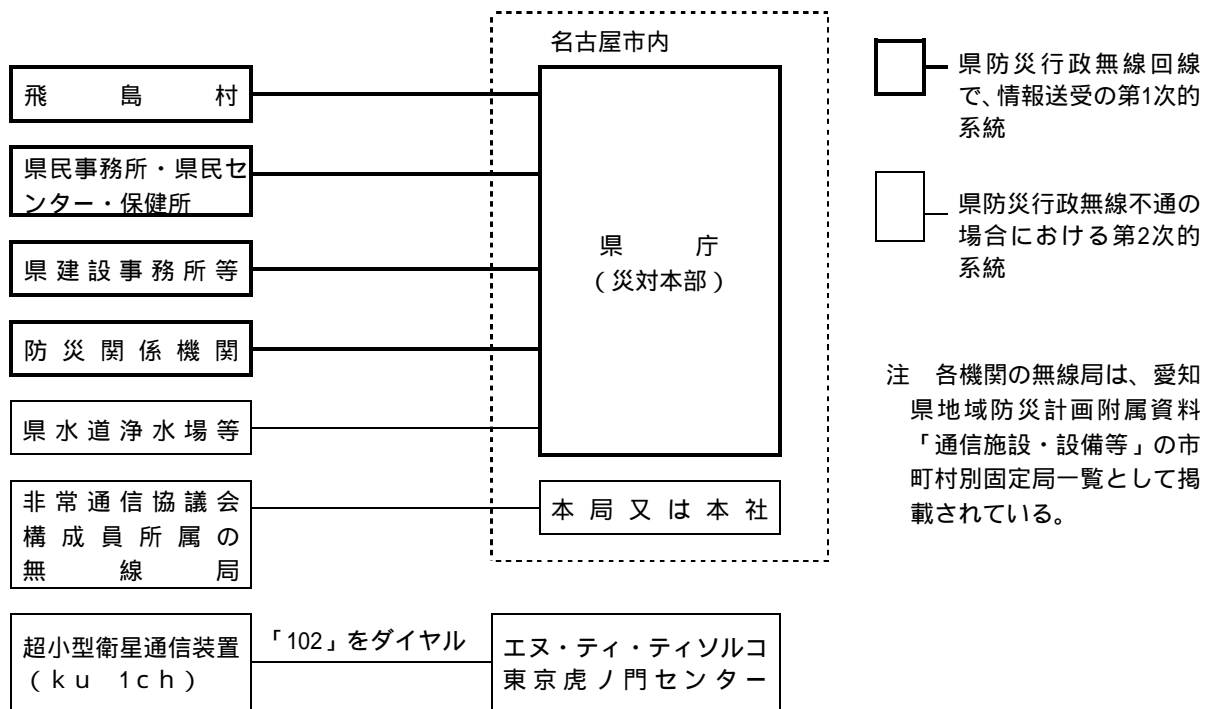 名古屋市内
飛島村
県民事務所・県民セ
ンター・保健所
県建設事務所等
防災関係機関
県水道浄水場等
非常通信協議会
構成員所属の
無線局
県庁
(災対本部)
本局又は本社
超小型衛星通信装置
(ku 1ch)
「102」をダイヤル
エヌ・ティ・ティソルコ
東京虎ノ門センター
県防災行政無線回線
で、情報送受の第1次的
系統
県防災行政無線不通の
場合における第2次的
系統
注 各機関の無線局は、愛知
県地域防災計画附属資料
「通信施設・設備等」の市
町村別固定局一覧として掲
載されている。